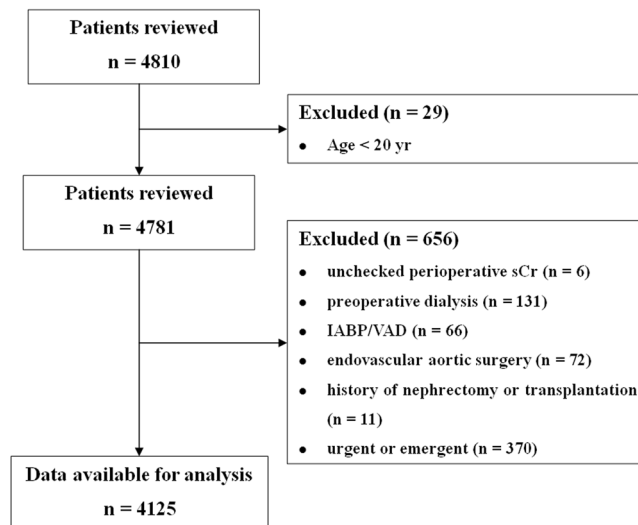 Patients reviewed
n = 4810
Excluded (n = 29)
• Age < 20 yr
Patients reviewed
n = 4781
Excluded (n = 656)
• unchecked perioperative sCr (n = 6)
• preoperative dialysis (n = 131)
• IABP/VAD (n = 66)
• endovascular aortic surgery (n = 72)
• history of nephrectomy or transplantation
(n = 11)
• urgent or emergent (n = 370)
Data available for analysis
n = 4125